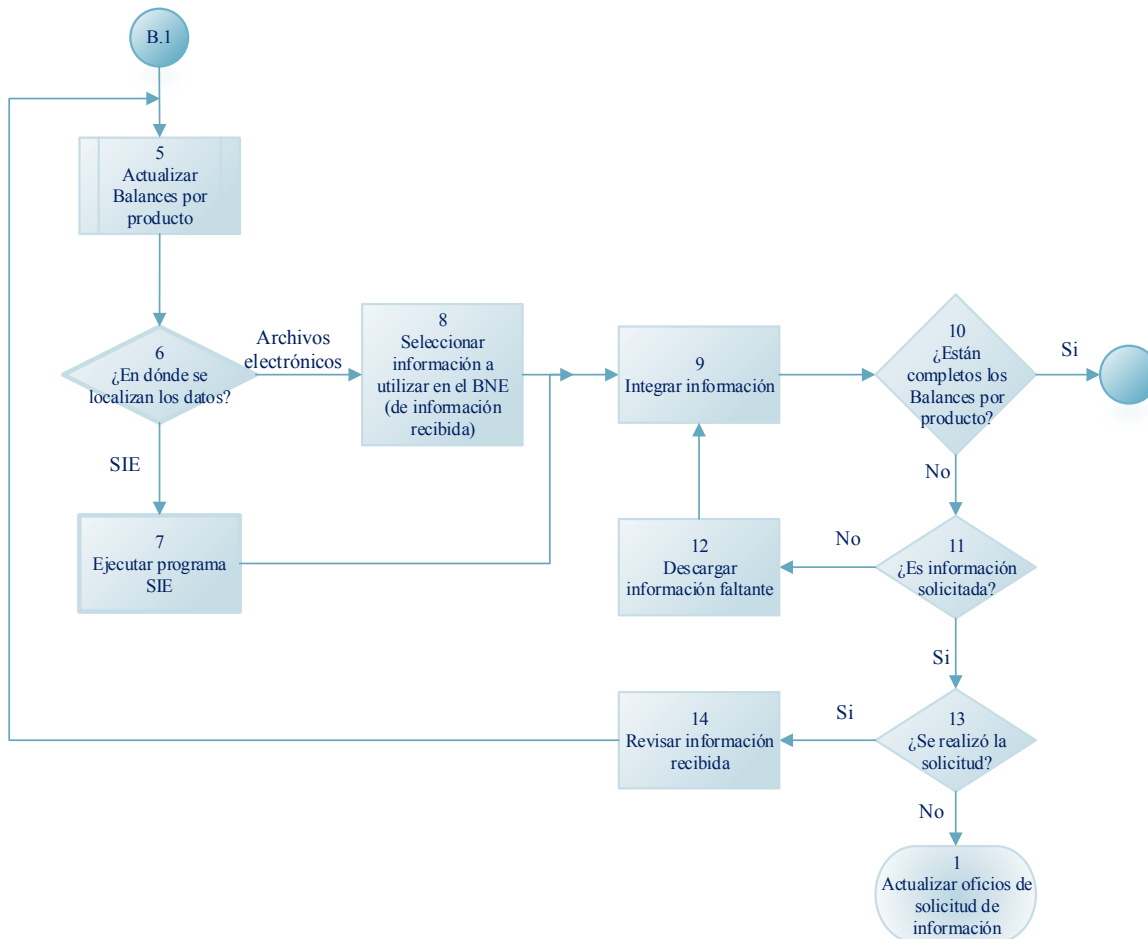 B.1
5
Actualizar
Balances por
producto
6
¿En dónde se
localizan los datos?
Archivos
electrónicos
SIE
7
Ejecutar programa
SIE
8
Seleccionar
información a
utilizar en el BNE
(de información
recibida)
9
Integrar información
10
¿Están
completos los
Balances por
producto?
Si
No
11
¿Es información
solicitada?
No
12
Descargar
información faltante
Si
13
¿Se realizó la
solicitud?
Si
14
Revisar información
recibida
No
1
Actualizar oficios de
solicitud de
información